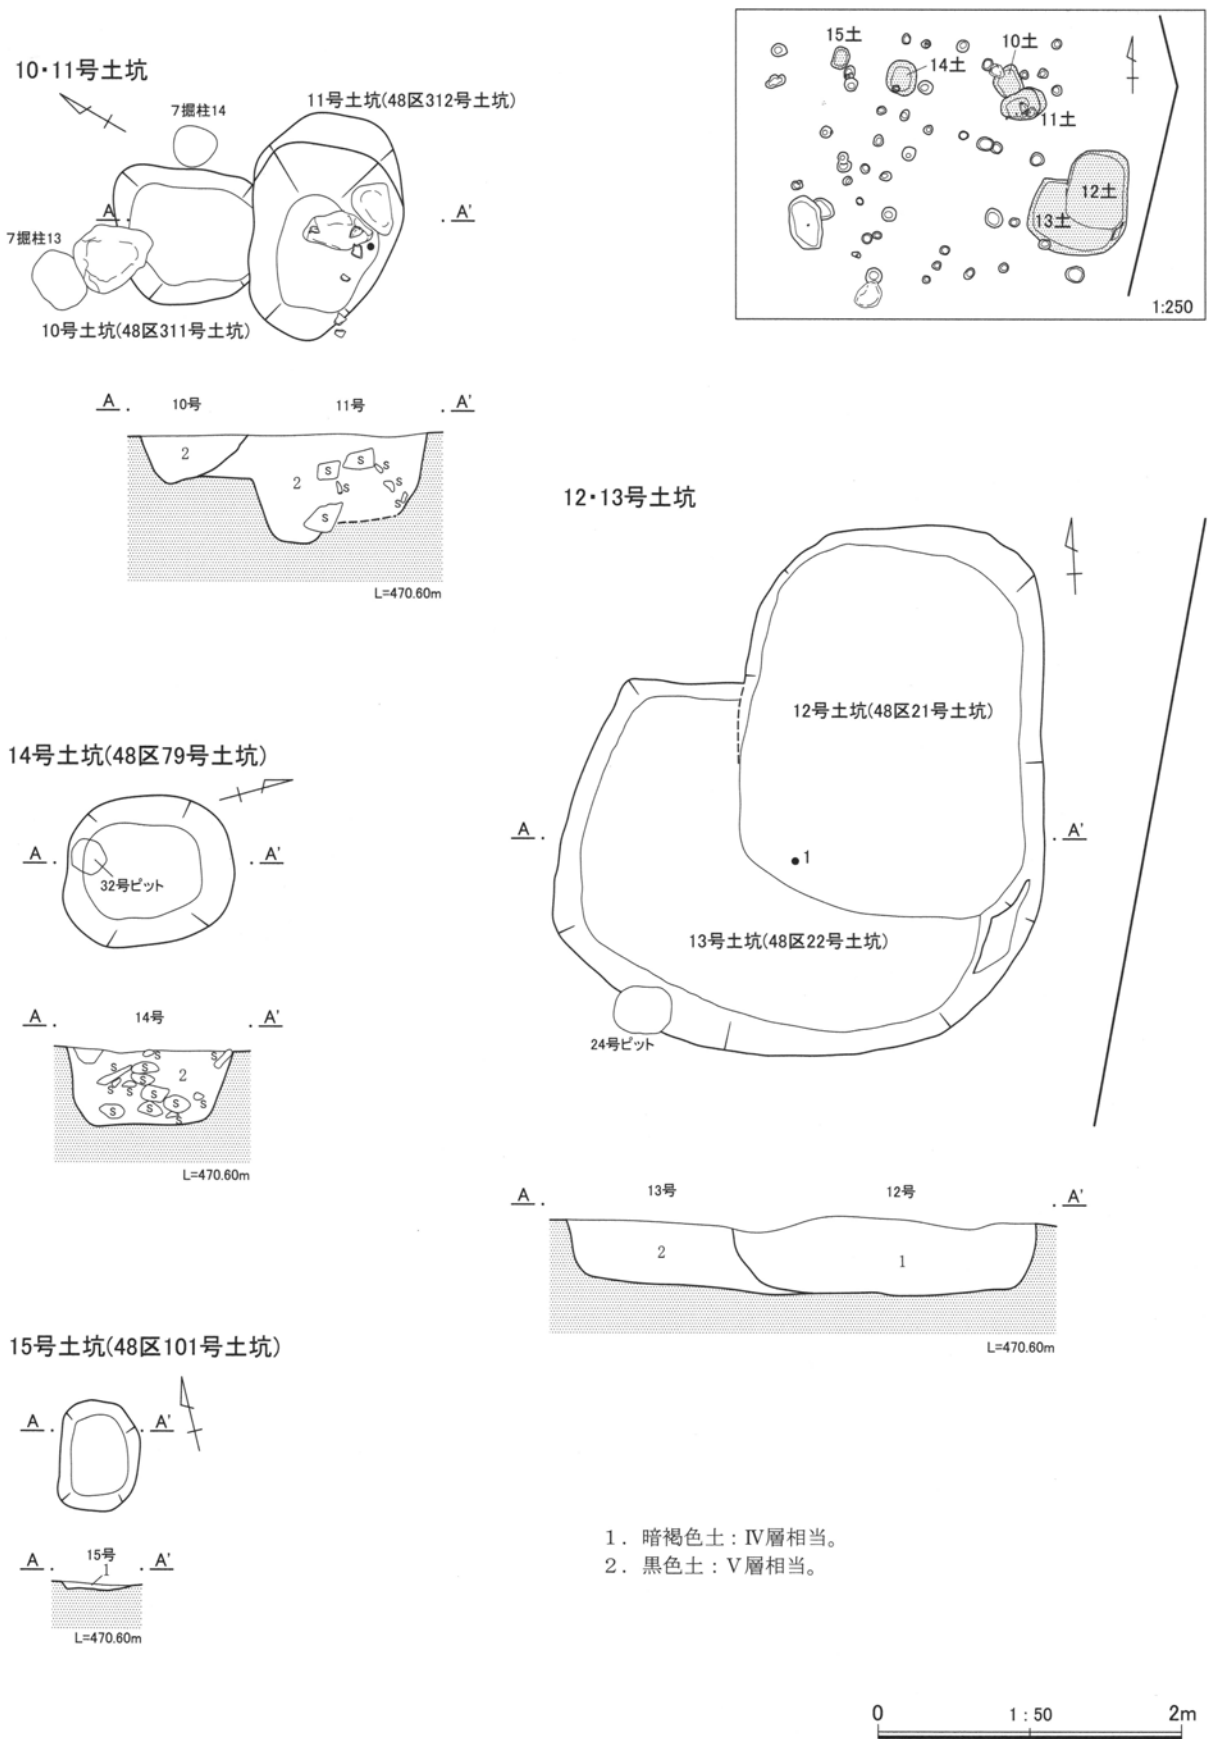 10・11号土坑
7掘柱14
11号土坑(48区312号土坑)
A
A'
7掘柱13
10号土坑(48区311号土坑)
A
10号
11号
A'
2
2
S
S
S
S
S
S
S
L=470.60m
15土
10土
14土
11土
12土
13土
1:250
12・13号土坑
12号土坑(48区21号土坑)
A
A'
1
13号土坑(48区22号土坑)
24号ピット
A
13号
12号
A'
2
1
L=470.60m
14号土坑(48区79号土坑)
A
A'
32号ピット
A
14号
A'
S
S
S
S
S
2
S
S
S
S
S
S
S
S
S
L=470.60m
15号土坑(48区101号土坑)
A
A'
A
15号
A'
1
L=470.60m
1．暗褐色土：Ⅳ層相当。
2．黒色土：Ⅴ層相当。
0
1：50
2m